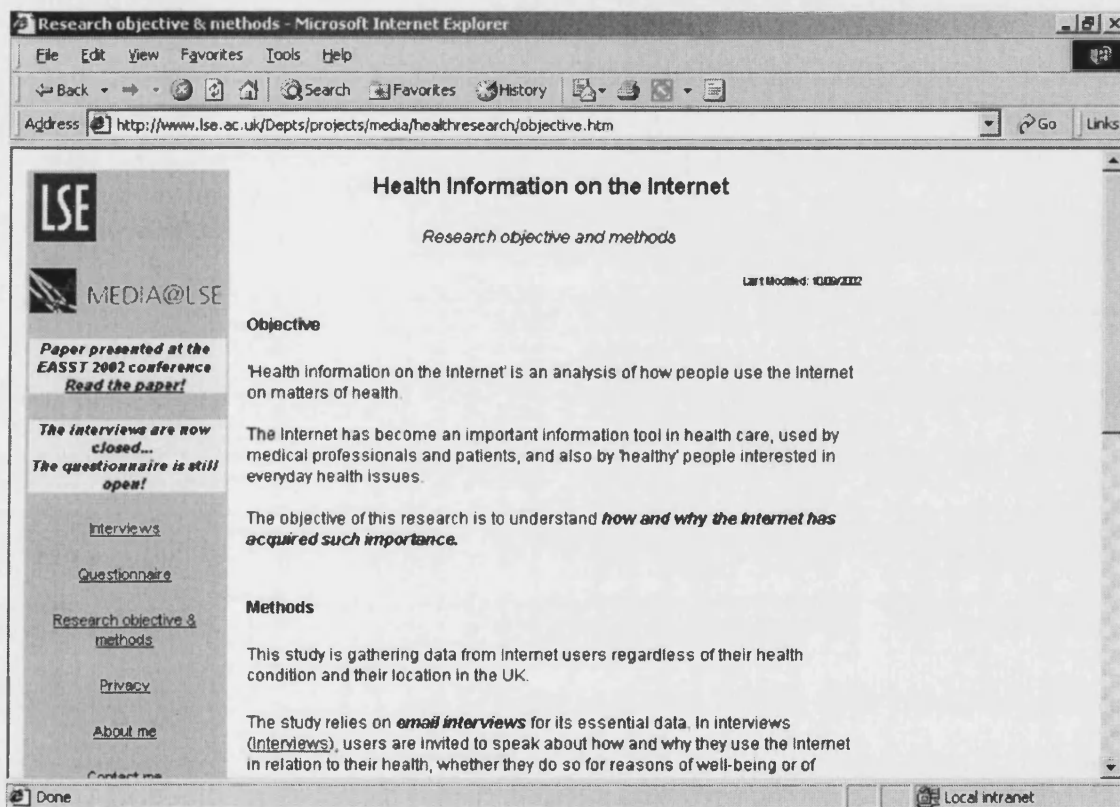 Research objective & methods - Microsoft Internet Explorer
File Edit View Favorites Tools Help
Back Search Favorites History
Address http://www.lse.ac.uk/Depts/projects/media/healthresearch/objective.htm Go Links
LSE
MEDIA@LSE
Paper presented at the
EASST 2002 conference
Read the paper!
The interviews are now
closed...
The questionnaire is still
open!
Interviews
Questionnaire
Research objective &
methods
Privacy
About me
Contact me
Health Information on the Internet
Research objective and methods
Last Modified: 10/09/2002
Objective
'Health information on the Internet' is an analysis of how people use the Internet
on matters of health.
The Internet has become an important information tool in health care, used by
medical professionals and patients, and also by 'healthy' people interested in
everyday health issues.
The objective of this research is to understand how and why the Internet has
acquired such importance.
Methods
This study is gathering data from Internet users regardless of their health
condition and their location in the UK.
The study relies on email interviews for its essential data. In interviews
(Interviews), users are invited to speak about how and why they use the Internet
in relation to their health, whether they do so for reasons of well-being or of
Done Local intranet